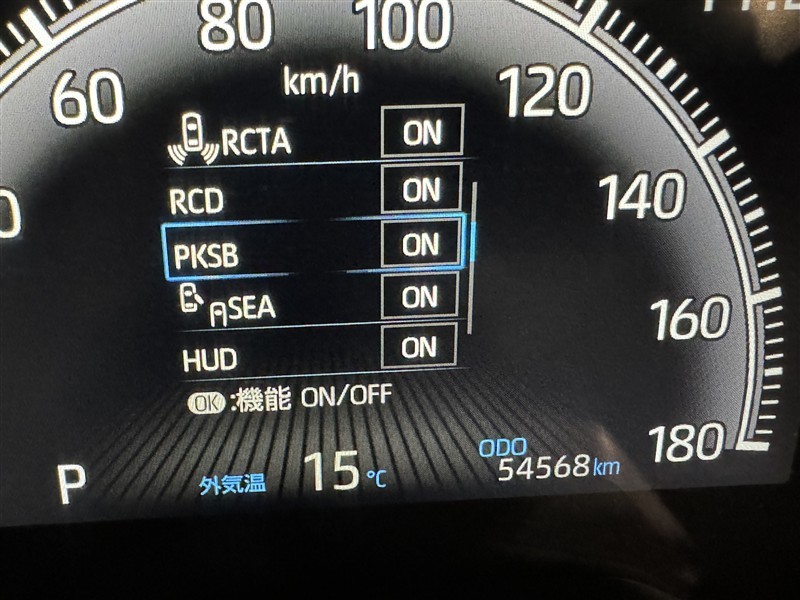 80 100
60 120
km/h
RCTA ON
RCD ON
140
PKSB ON
SEA ON
160
HUD ON
OK :機能 ON/OFF
180
P 外気温 15℃ ODO 54568km